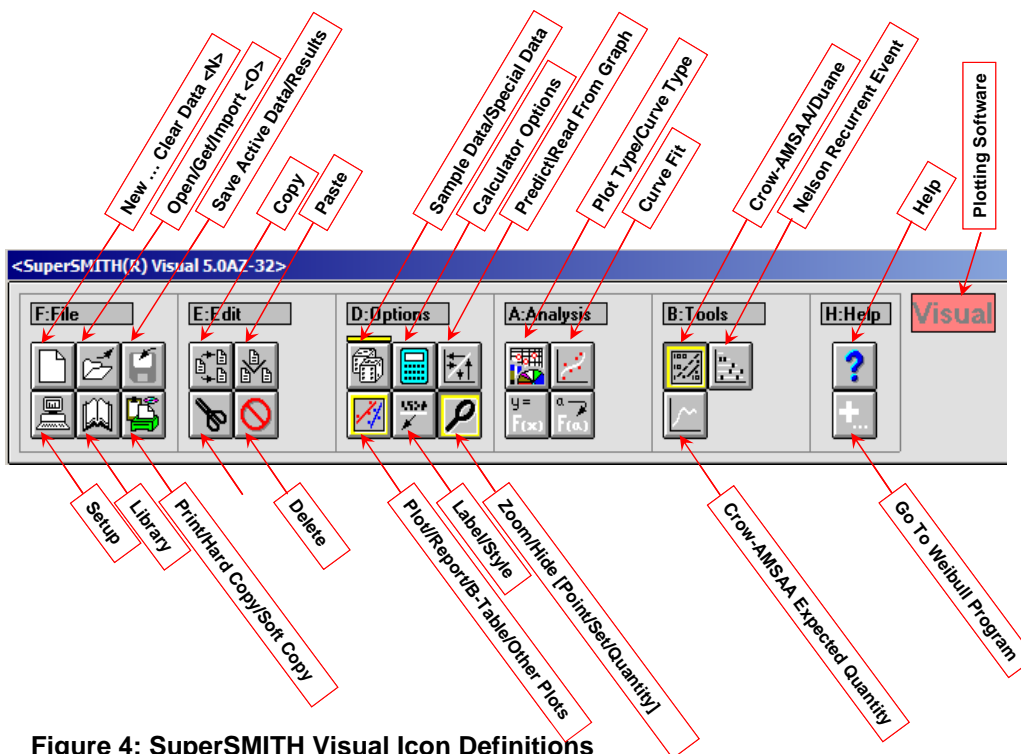 New … Clear Data <N>
Open/Get/Import <O>
Save Active Data/Results
Copy
Paste
Sample Data/Special Data
Calculator Options
Predict\Read From Graph
Plot Type/Curve Type
Curve Fit
Crow-AMSAA/Duane
Nelson Recurrent Event
Help
Plotting Software
<SuperSMITH(R) Visual 5.0AZ-32>
F:File
E:Edit
D:Options
A:Analysis
B:Tools
H:Help
Visual
?
y=
F(x)
a
F(a)
+...
Setup
Library
Print/Hard Copy/Soft Copy
Delete
Plot//Report/B-Table/Other Plots
Label/Style
Zoom/Hide [Point/Set/Quantity]
Crow-AMSAA Expected Quantity
Go To Weibull Program
Figure 4: SuperSMITH Visual Icon Definitions